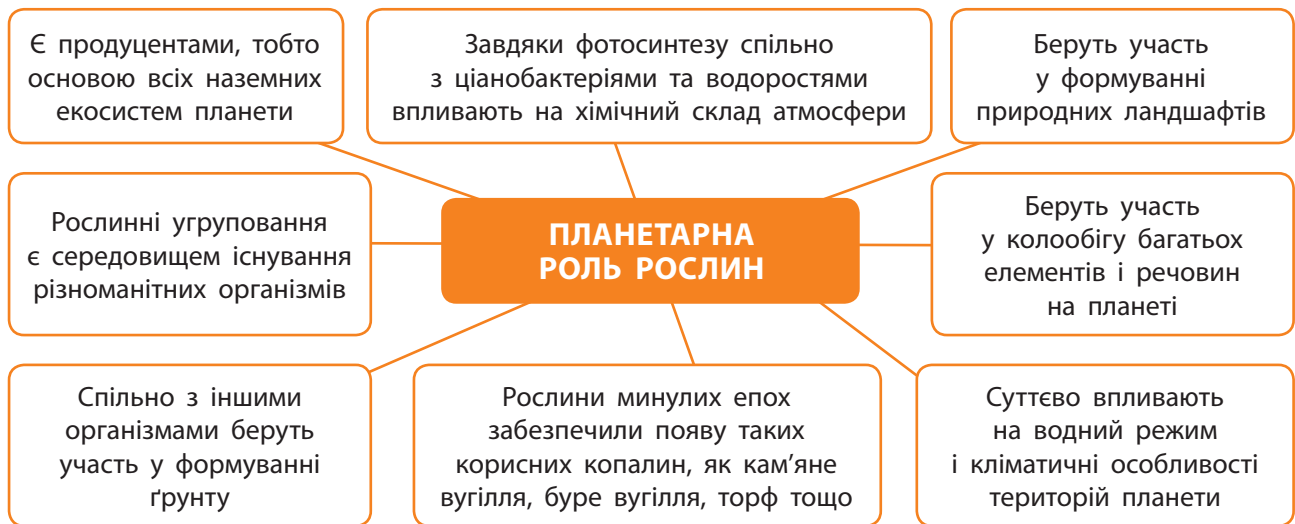 Є продуцентами, тобто
основою всіх наземних
екосистем планети
Завдяки фотосинтезу спільно
з ціанобактеріями та водоростями
впливають на хімічний склад атмосфери
Беруть участь
у формуванні
природних ландшафтів
Рослинні угруповання
є середовищем існування
різноманітних організмів
ПЛАНЕТАРНА
РОЛЬ РОСЛИН
Беруть участь
у колообігу багатьох
елементів і речовин
на планеті
Спільно з іншими
організмами беруть
участь у формуванні
ґрунту
Рослини минулих епох
забезпечили появу таких
корисних копалин, як кам’яне
вугілля, буре вугілля, торф тощо
Суттєво впливають
на водний режим
і кліматичні особливості
територій планети